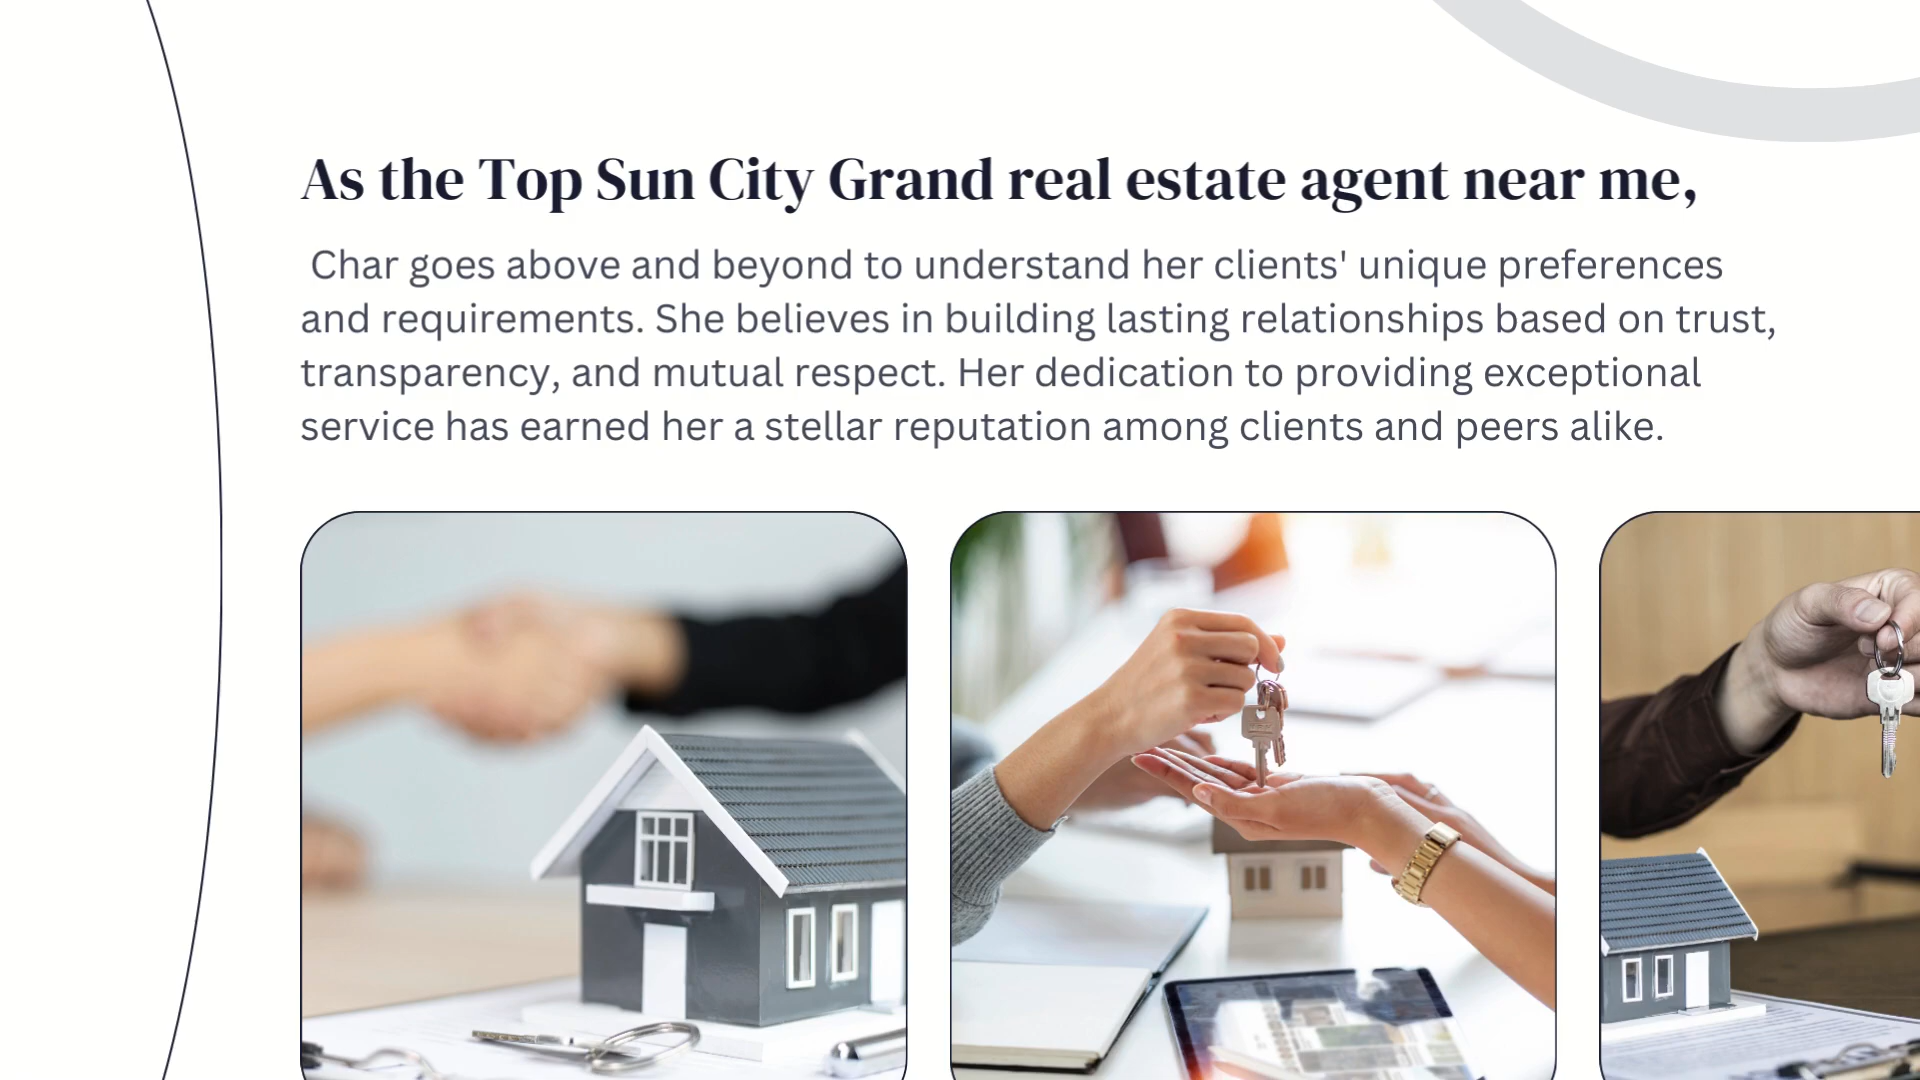 As the Top Sun City Grand real estate agent near me,
Char goes above and beyond to understand her clients' unique preferences
and requirements. She believes in building lasting relationships based on trust,
transparency, and mutual respect. Her dedication to providing exceptional
service has earned her a stellar reputation among clients and peers alike.